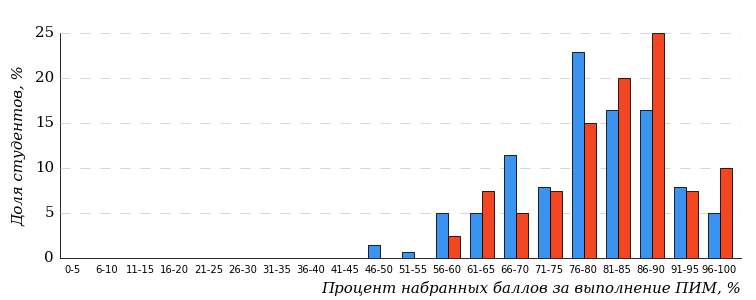 Доля студентов, %
25
20
15
10
5
0
0-5 6-10 11-15 16-20 21-25 26-30 31-35 36-40 41-45 46-50 51-55 56-60 61-65 66-70 71-75 76-80 81-85 86-90 91-95 96-100
Процент набранных баллов за выполнение ПИМ, %